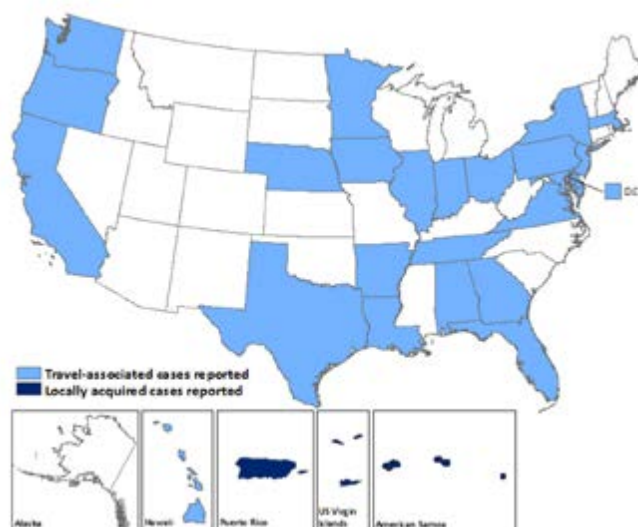 DC
Travel-associated cases reported
Locally acquired cases reported
Alaska
Hawaii
Puerto Rico
US Virgin
Islands
American Samoa